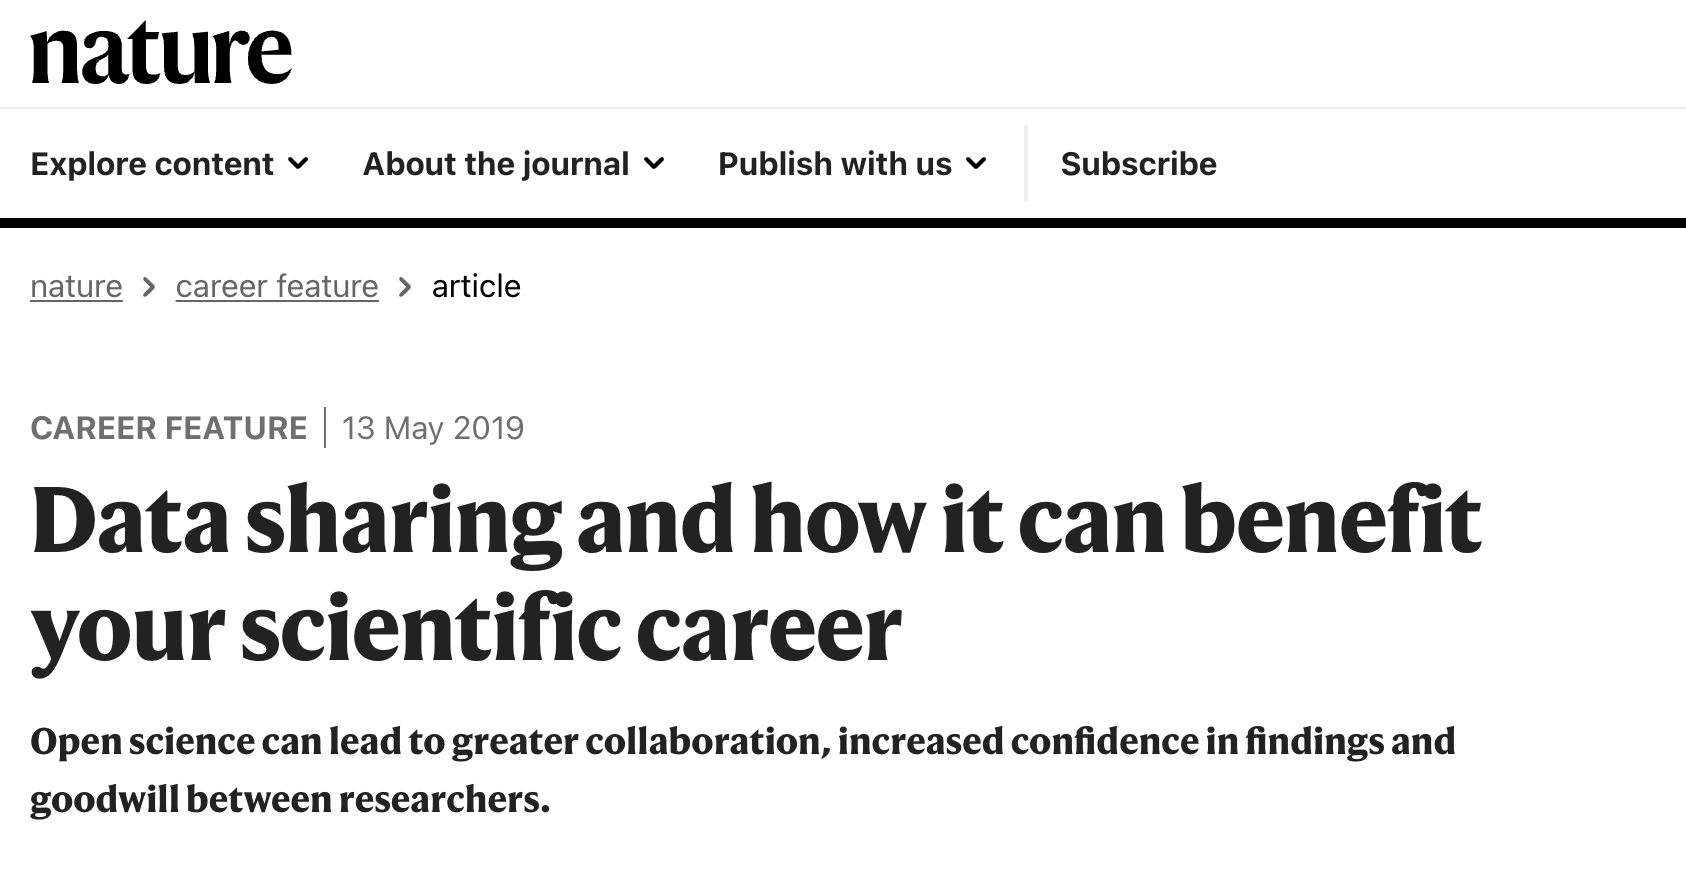 nature
Explore content About the journal Publish with us Subscribe
nature > career feature > article
CAREER FEATURE | 13 May 2019
Data sharing and how it can benefit
your scientific career
Open science can lead to greater collaboration, increased confidence in findings and
goodwill between researchers.